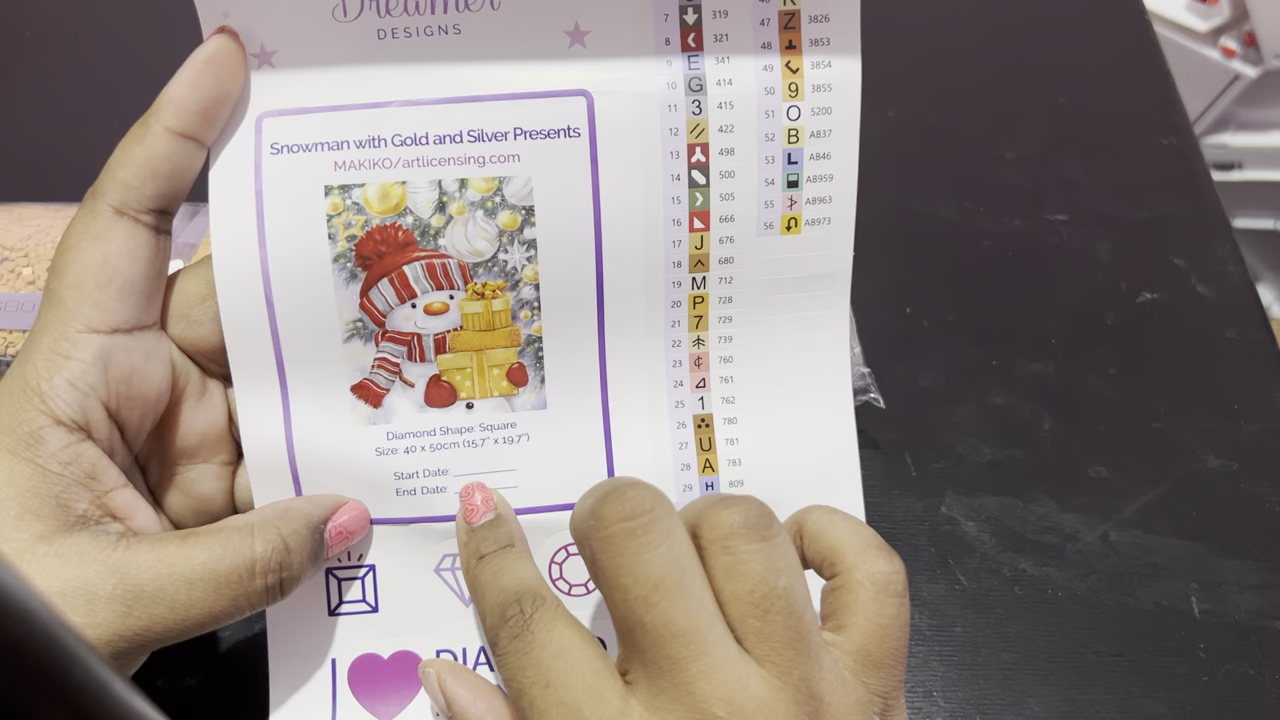 Dreamer
DESIGNS
Snowman with Gold and Silver Presents
MAKIKO/artlicensing.com
Diamond Shape: Square
Size: 40 x 50cm (15.7" x 19.7")
Start Date: ___________
End Date: ___________
7 319
8 321
9 E 341
10 G 414
11 3 415
12 422
13 498
14 500
15 505
16 666
17 J 676
18 680
19 M 712
20 P 728
21 7 729
22 739
23 ¢ 760
24 761
25 1 762
26 780
27 U 781
28 A 783
29 H 809
47 Z 3826
48 3853
49 3854
50 9 3855
51 O 5200
52 B AB37
53 L AB46
54 AB959
55 AB963
56 AB973